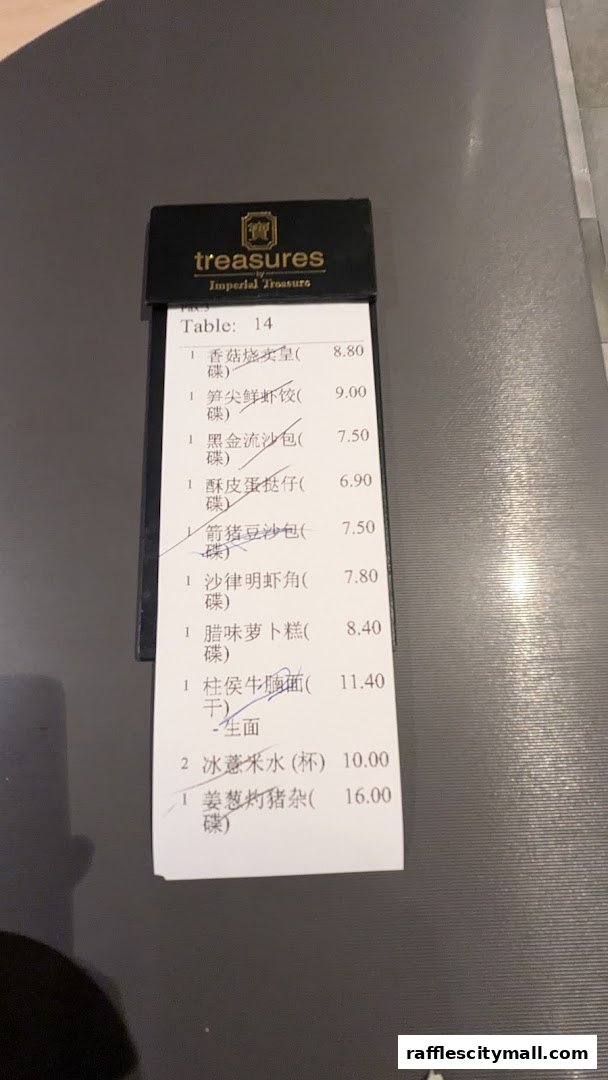 寶
treasures
by
Imperial Treasure
Pax:3
Table: 14
1 香菇烧卖皇( 8.80
碟)
1 笋尖鲜虾饺( 9.00
碟)
1 黑金流沙包( 7.50
碟)
1 酥皮蛋挞仔( 6.90
碟)
1 箭猪豆沙包( 7.50
碟)
1 沙律明虾角( 7.80
碟)
1 腊味萝卜糕( 8.40
碟)
1 柱侯牛腩面( 11.40
干)
- 生面
2 冰薏米水 (杯) 10.00
1 姜葱灼猪杂( 16.00
碟)
rafflescitymall.com